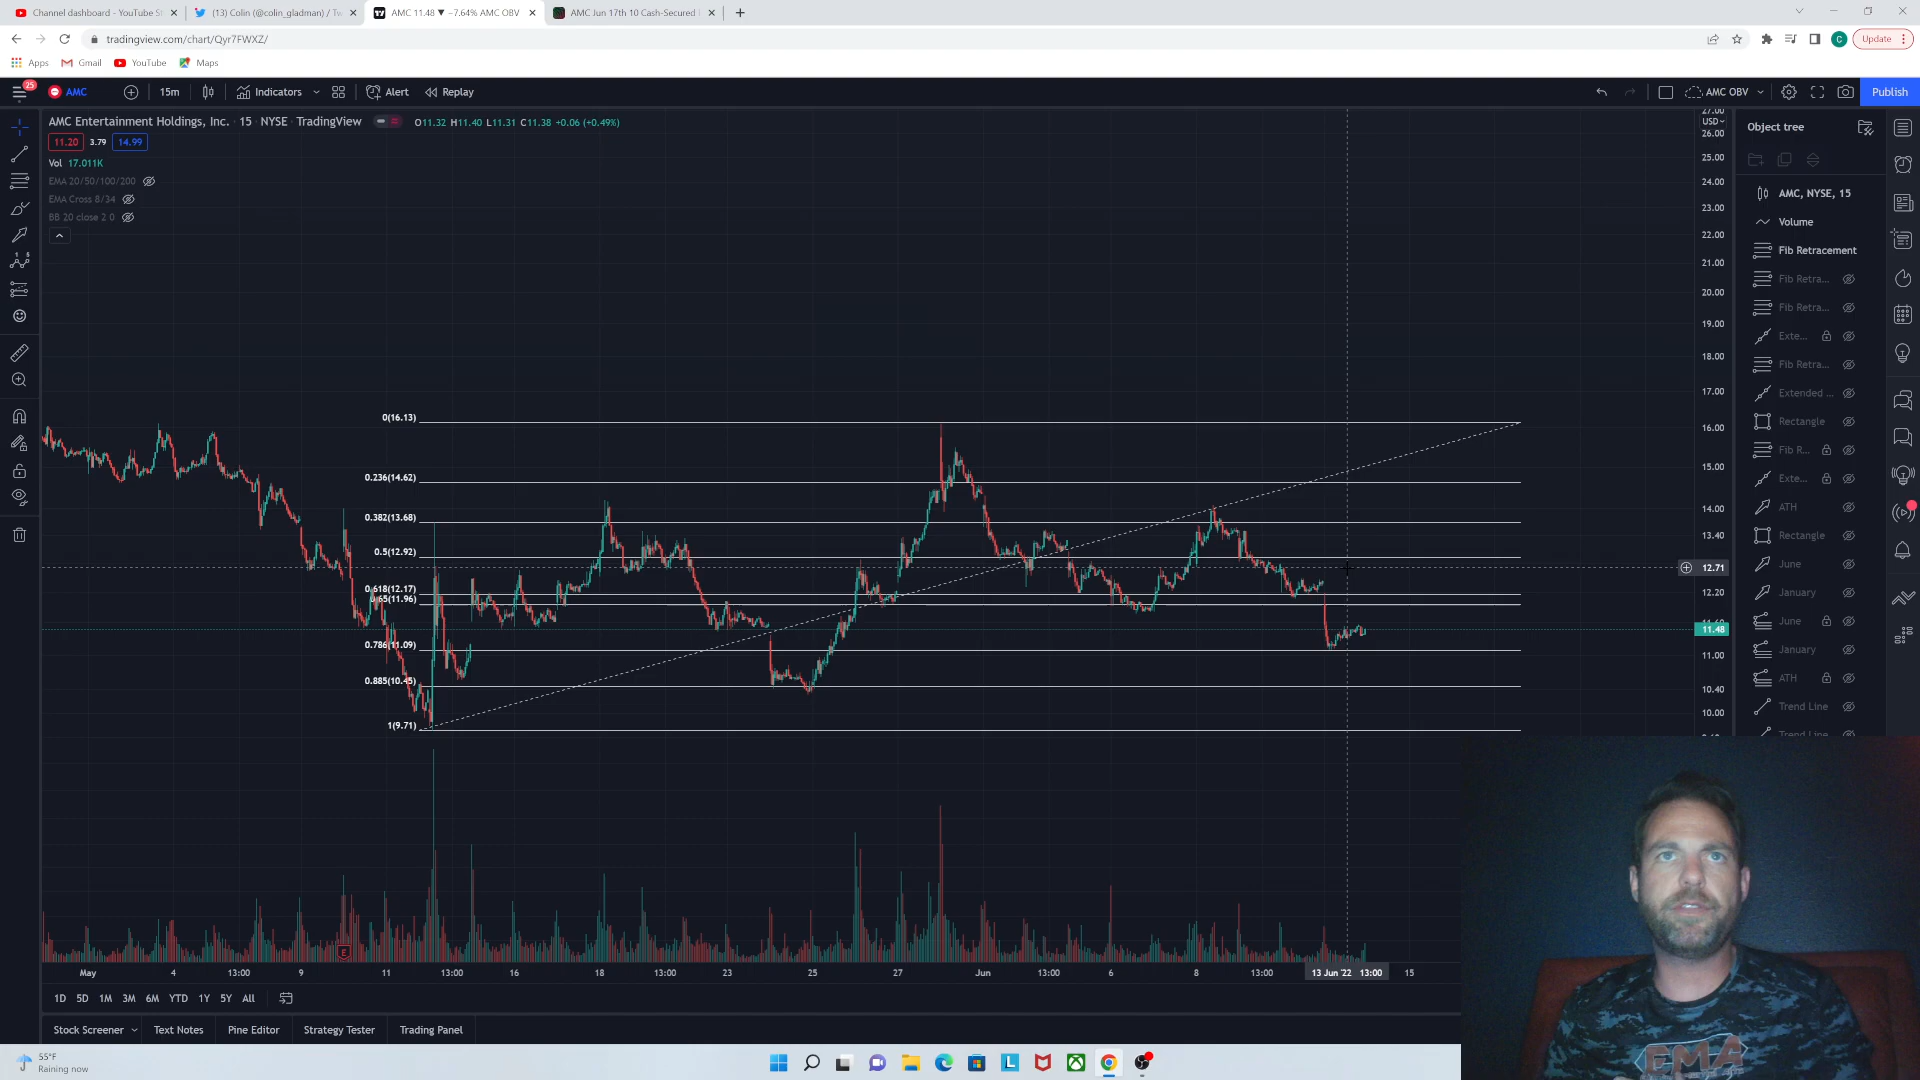 Channel dashboard - YouTube St
(13) Colin (@colin_gladman) / Tw
AMC 11.48 ▼ −7.64% AMC OBV
AMC Jun 17th 10 Cash-Secured
tradingview.com/chart/Qyr7FWXZ/
C
Update
Apps
Gmail
YouTube
Maps
25
AMC
15m
Indicators
Alert
Replay
AMC OBV
Publish
AMC Entertainment Holdings, Inc. · 15 · NYSE · TradingView
O11.32 H11.40 L11.31 C11.38 +0.06 (+0.49%)
11.20 3.79 14.99
Vol 17.011K
EMA 20/50/100/200
EMA Cross 8/34
BB 20 close 2 0
0(16.13)
0.236(14.62)
0.382(13.68)
0.5(12.92)
0.618(12.17)
0.65(11.96)
0.786(11.09)
0.885(10.45)
1(9.71)
27.00
USD
26.00
25.00
24.00
23.00
22.00
21.00
20.00
19.00
18.00
17.00
16.00
15.00
14.00
13.40
12.71
12.20
11.60
11.48
11.00
10.40
10.00
Object tree
AMC, NYSE, 15
Volume
Fib Retracement
Fib Retra...
Fib Retra...
Exte...
Fib Retra...
Extended ...
Rectangle
Fib R...
Exte...
ATH
Rectangle
June
January
June
January
ATH
Trend Line
Trend Line
E
May
4
13:00
9
11
13:00
16
18
13:00
23
25
27
Jun
13:00
6
8
13:00
13 Jun '22 13:00
15
1D 5D 1M 3M 6M YTD 1Y 5Y All
Stock Screener
Text Notes
Pine Editor
Strategy Tester
Trading Panel
55°F
Raining now
L
EMA